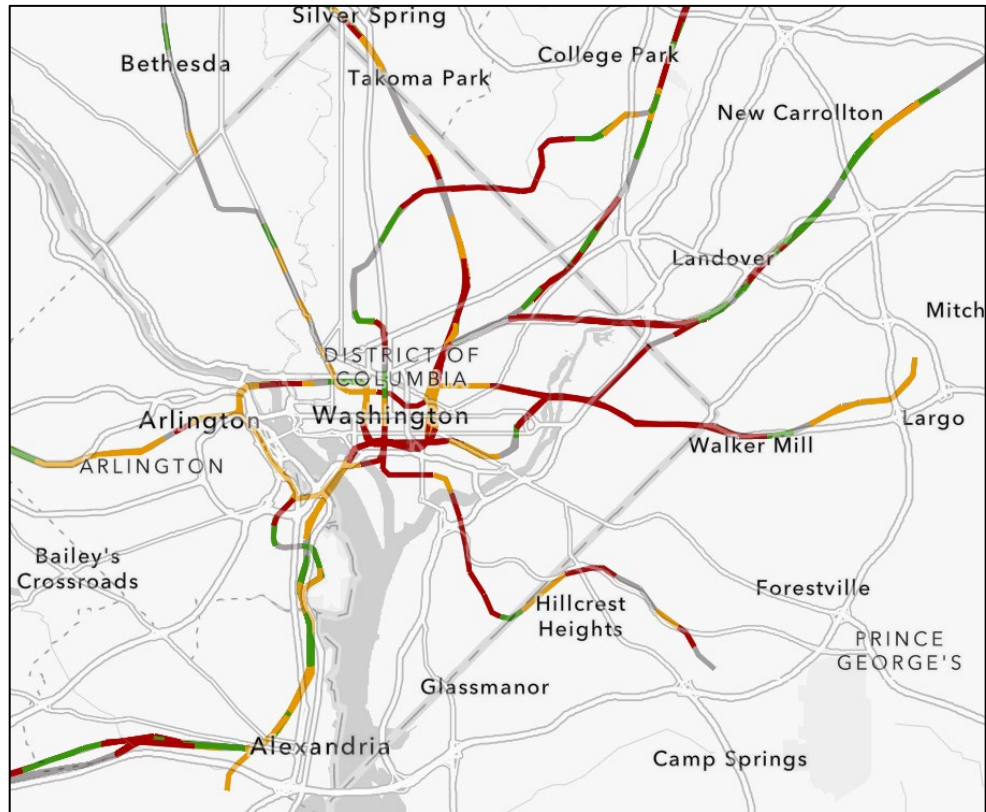 Silver Spring
Bethesda
College Park
Takoma Park
New Carrollton
Landover
Mitch
DISTRICT OF
COLUMBIA
Arlington
Washington
Largo
Walker Mill
ARLINGTON
Bailey's
Crossroads
Forestville
Hillcrest
Heights
PRINCE
GEORGE'S
Glassmanor
Alexandria
Camp Springs